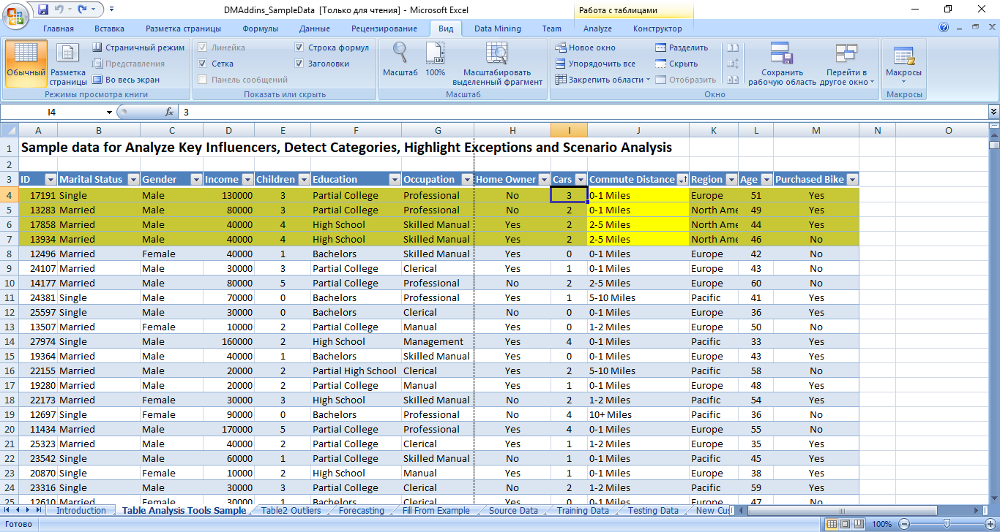 DMAddins_SampleData [Только для чтения] - Microsoft Excel
Работа с таблицами
Главная Вставка Разметка страницы Формулы Данные Рецензирование Вид Data Mining Team Analyze Конструктор
Обычный
Разметка страницы
Страничный режим
Представления
Во весь экран
Режимы просмотра книги
Линейка
Сетка
Панель сообщений
Строка формул
Заголовки
Показать или скрыть
Масштаб
100%
Масштабировать выделенный фрагмент
Масштаб
Новое окно
Упорядочить все
Закрепить области
Разделить
Скрыть
Отобразить
Сохранить рабочую область
Перейти в другое окно
Окно
Макросы
Макросы
I4 fx 3
A B C D E F G H I J K L M N O
1 Sample data for Analyze Key Influencers, Detect Categories, Highlight Exceptions and Scenario Analysis
2
3 ID Marital Status Gender Income Children Education Occupation Home Owner Cars Commute Distance Region Age Purchased Bike
4 17191 Single Male 130000 3 Partial College Professional No 3 0-1 Miles Europe 51 Yes
5 13283 Married Male 80000 3 Partial College Professional No 2 0-1 Miles North Ame 49 Yes
6 17858 Married Male 40000 4 High School Skilled Manual Yes 2 2-5 Miles North Ame 44 Yes
7 13934 Married Male 40000 4 High School Skilled Manual Yes 2 2-5 Miles North Ame 46 No
8 12496 Married Female 40000 1 Bachelors Skilled Manual Yes 0 0-1 Miles Europe 42 No
9 24107 Married Male 30000 3 Partial College Clerical Yes 1 0-1 Miles Europe 43 No
10 14177 Married Male 80000 5 Partial College Professional No 2 2-5 Miles Europe 60 No
11 24381 Single Male 70000 0 Bachelors Professional Yes 1 5-10 Miles Pacific 41 Yes
12 25597 Single Male 30000 0 Bachelors Clerical No 0 0-1 Miles Europe 36 Yes
13 13507 Married Female 10000 2 Partial College Manual Yes 0 1-2 Miles Europe 50 No
14 27974 Single Male 160000 2 High School Management Yes 4 0-1 Miles Pacific 33 Yes
15 19364 Married Male 40000 1 Bachelors Skilled Manual Yes 0 0-1 Miles Europe 43 Yes
16 22155 Married Male 20000 2 Partial High School Clerical Yes 2 5-10 Miles Pacific 58 No
17 19280 Married Male 20000 2 Partial College Manual Yes 1 0-1 Miles Europe 48 Yes
18 22173 Married Female 30000 3 High School Skilled Manual No 2 1-2 Miles Pacific 54 Yes
19 12697 Single Female 90000 0 Bachelors Professional No 4 10+ Miles Pacific 36 No
20 11434 Married Male 170000 5 Partial College Professional Yes 4 0-1 Miles Europe 55 No
21 25323 Married Male 40000 2 Partial College Clerical Yes 1 1-2 Miles Europe 35 Yes
22 23542 Single Male 60000 1 Partial College Skilled Manual No 1 0-1 Miles Pacific 45 Yes
23 20870 Single Female 10000 2 High School Manual Yes 1 0-1 Miles Europe 38 Yes
24 23316 Single Male 30000 3 Partial College Clerical No 2 1-2 Miles Pacific 59 Yes
25 12610 Married Female 30000 1 Bachelors Clerical Yes 0 0-1 Miles Europe 47 No
Introduction Table Analysis Tools Sample Table2 Outliers Forecasting Fill From Example Source Data Training Data Testing Data New Cus
Готово 100%